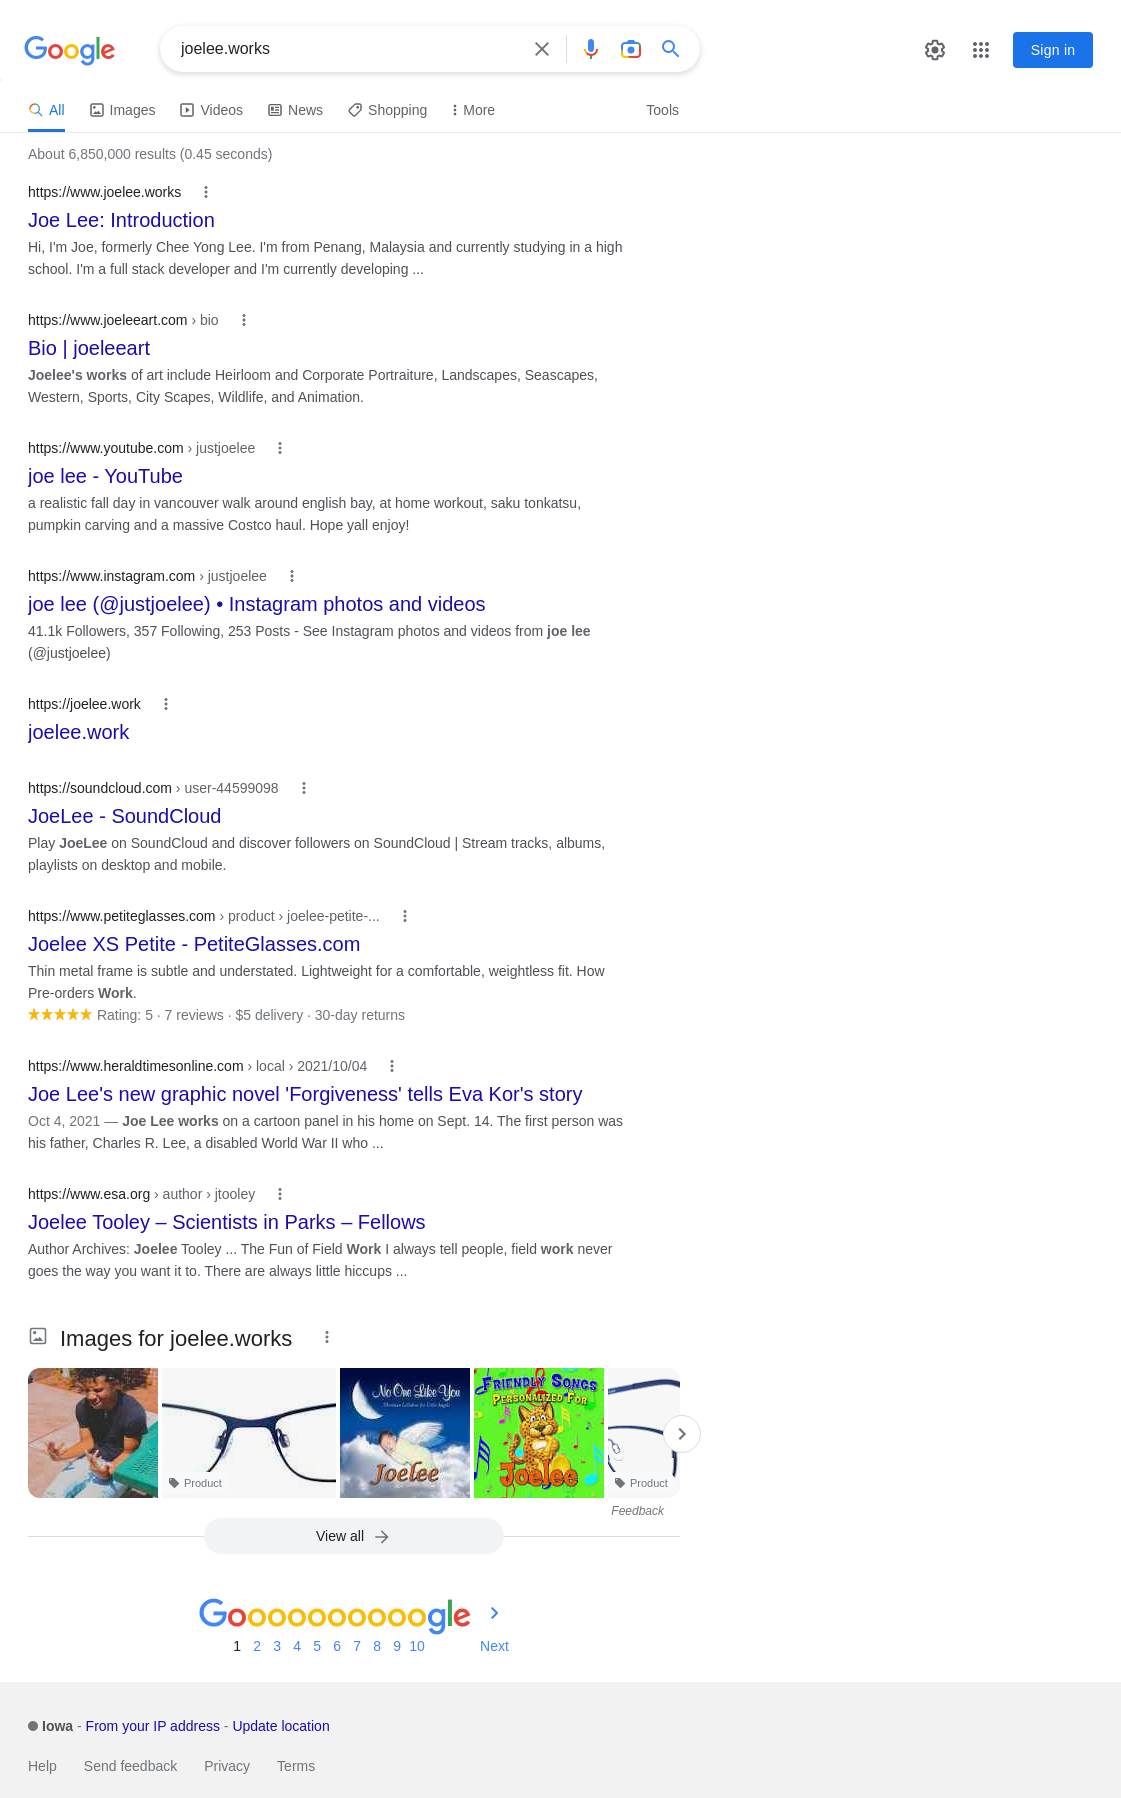 Google
joelee.works
Sign in
All
Images
Videos
News
Shopping
More
Tools
About 6,850,000 results (0.45 seconds)
https://www.joelee.works
Joe Lee: Introduction
Hi, I'm Joe, formerly Chee Yong Lee. I'm from Penang, Malaysia and currently studying in a high
school. I'm a full stack developer and I'm currently developing ...
https://www.joeleeart.com › bio
Bio | joeleeart
Joelee's works of art include Heirloom and Corporate Portraiture, Landscapes, Seascapes,
Western, Sports, City Scapes, Wildlife, and Animation.
https://www.youtube.com › justjoelee
joe lee - YouTube
a realistic fall day in vancouver walk around english bay, at home workout, saku tonkatsu,
pumpkin carving and a massive Costco haul. Hope yall enjoy!
https://www.instagram.com › justjoelee
joe lee (@justjoelee) • Instagram photos and videos
41.1k Followers, 357 Following, 253 Posts - See Instagram photos and videos from joe lee
(@justjoelee)
https://joelee.work
joelee.work
https://soundcloud.com › user-44599098
JoeLee - SoundCloud
Play JoeLee on SoundCloud and discover followers on SoundCloud | Stream tracks, albums,
playlists on desktop and mobile.
https://www.petiteglasses.com › product › joelee-petite-...
Joelee XS Petite - PetiteGlasses.com
Thin metal frame is subtle and understated. Lightweight for a comfortable, weightless fit. How
Pre-orders Work.
Rating: 5 · 7 reviews · $5 delivery · 30-day returns
https://www.heraldtimesonline.com › local › 2021/10/04
Joe Lee's new graphic novel 'Forgiveness' tells Eva Kor's story
Oct 4, 2021 — Joe Lee works on a cartoon panel in his home on Sept. 14. The first person was
his father, Charles R. Lee, a disabled World War II who ...
https://www.esa.org › author › jtooley
Joelee Tooley – Scientists in Parks – Fellows
Author Archives: Joelee Tooley ... The Fun of Field Work I always tell people, field work never
goes the way you want it to. There are always little hiccups ...
Images for joelee.works
Product
No One Like You
Christian Lullabies for Little Angels
Joelee
FRIENDLY SONGS
PERSONALIZED FOR
Joelee
Product
Feedback
View all
Goooooooooogle
1 2 3 4 5 6 7 8 9 10 Next
Iowa - From your IP address - Update location
Help Send feedback Privacy Terms